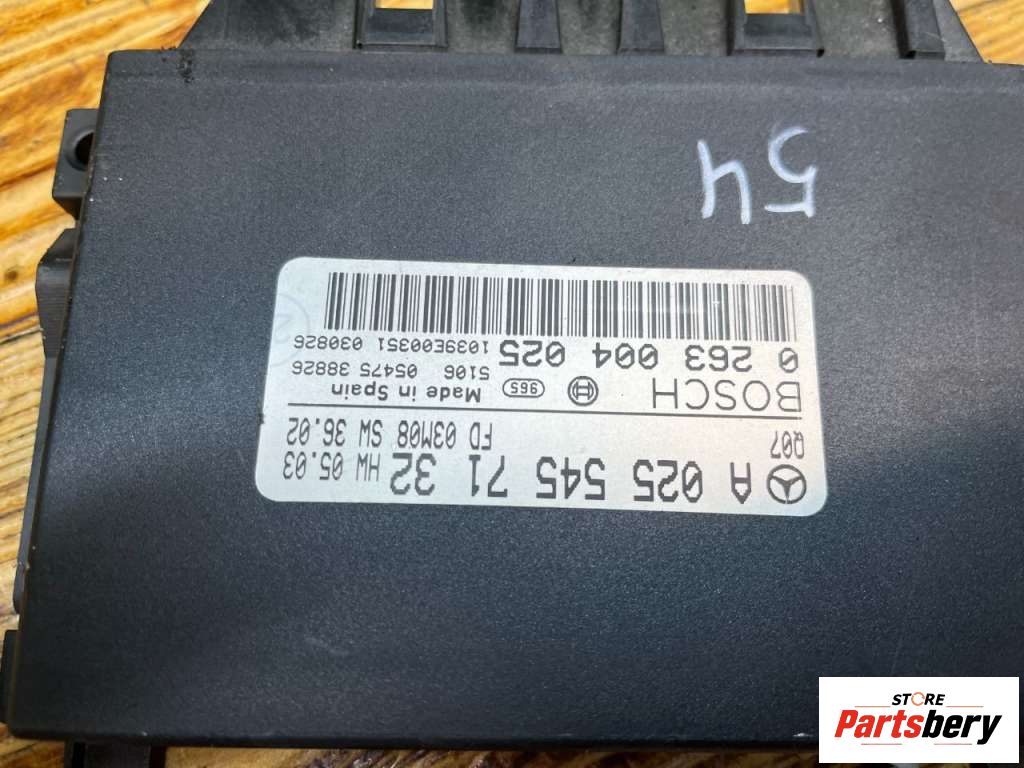 A 025 545 71 32 HW 05.03
Q07 FD 03M08 SW 36.02
BOSCH 965 Made in Spain
5106 05475 38826
0 263 004 025 1039E00351 030826
2
54
STORE
Partsbery